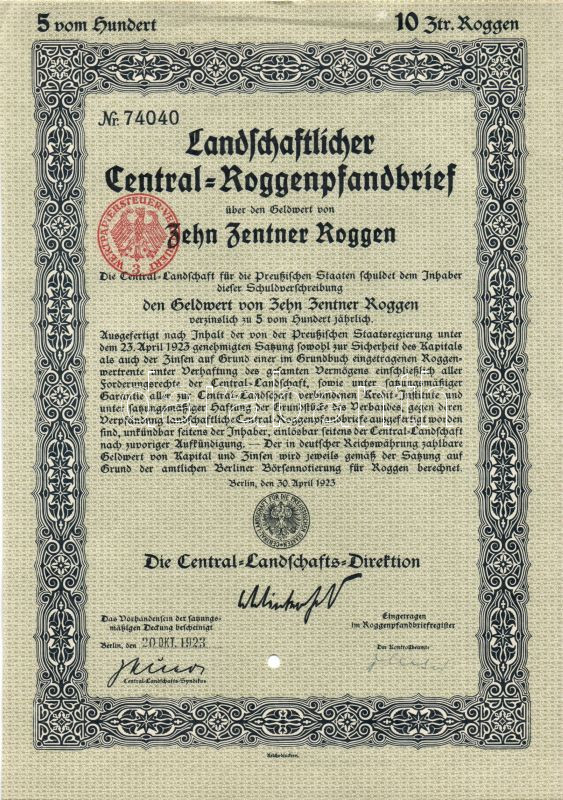 5 vom Hundert
10 Ztr. Roggen
Nr. 74040
Landschaftlicher
Central-Roggenpfandbrief
über den Geldwert von
Zehn Zentner Roggen
WERTPAPIERSTEUER VERMINDERT
3
Die Central-Landschaft für die Preußischen Staaten schuldet dem Inhaber
dieser Schuldverschreibung
den Geldwert von Zehn Zentner Roggen
verzinslich zu 5 vom Hundert jährlich.
Ausgefertigt nach Inhalt der von der Preußischen Staatsregierung unter
dem 23. April 1923 genehmigten Satzung sowohl zur Sicherheit des Kapitals
als auch der Zinsen auf Grund einer im Grundbuch eingetragenen Roggen-
wertrente unter Verhaftung des gesamten Vermögens einschließlich aller
Forderungsrechte der Central-Landschaft, sowie unter satzungsmäßiger
Garantie aller zur Central-Landschaft verbundenen Kredit-Institute und
unter satzungsmäßiger Haftung der Grundstücke des Verbandes, gegen deren
Verpfandung landschaftliche Central-Roggenpfandbriefe ausgefertigt worden
sind, unkündbar seitens der Inhaber, einlösbar seitens der Central-Landschaft
nach zuvoriger Aufkündigung. – Der in deutscher Reichswährung zahlbare
Geldwert von Kapital und Zinsen wird jeweils gemäß der Satzung auf
Grund der amtlichen Berliner Börsennotierung für Roggen berechnet.
Berlin, den 30. April 1923
Die Central-Landschafts-Direktion
Das Vorhandensein der satzungs-
mäßigen Deckung bescheinigt
Berlin, den 20 OKT. 1923
Central-Landschafts-Syndikus
Eingetragen
im Roggenpfandbriefregister
Der Kontrollbeamte
Reichsdruckerei.